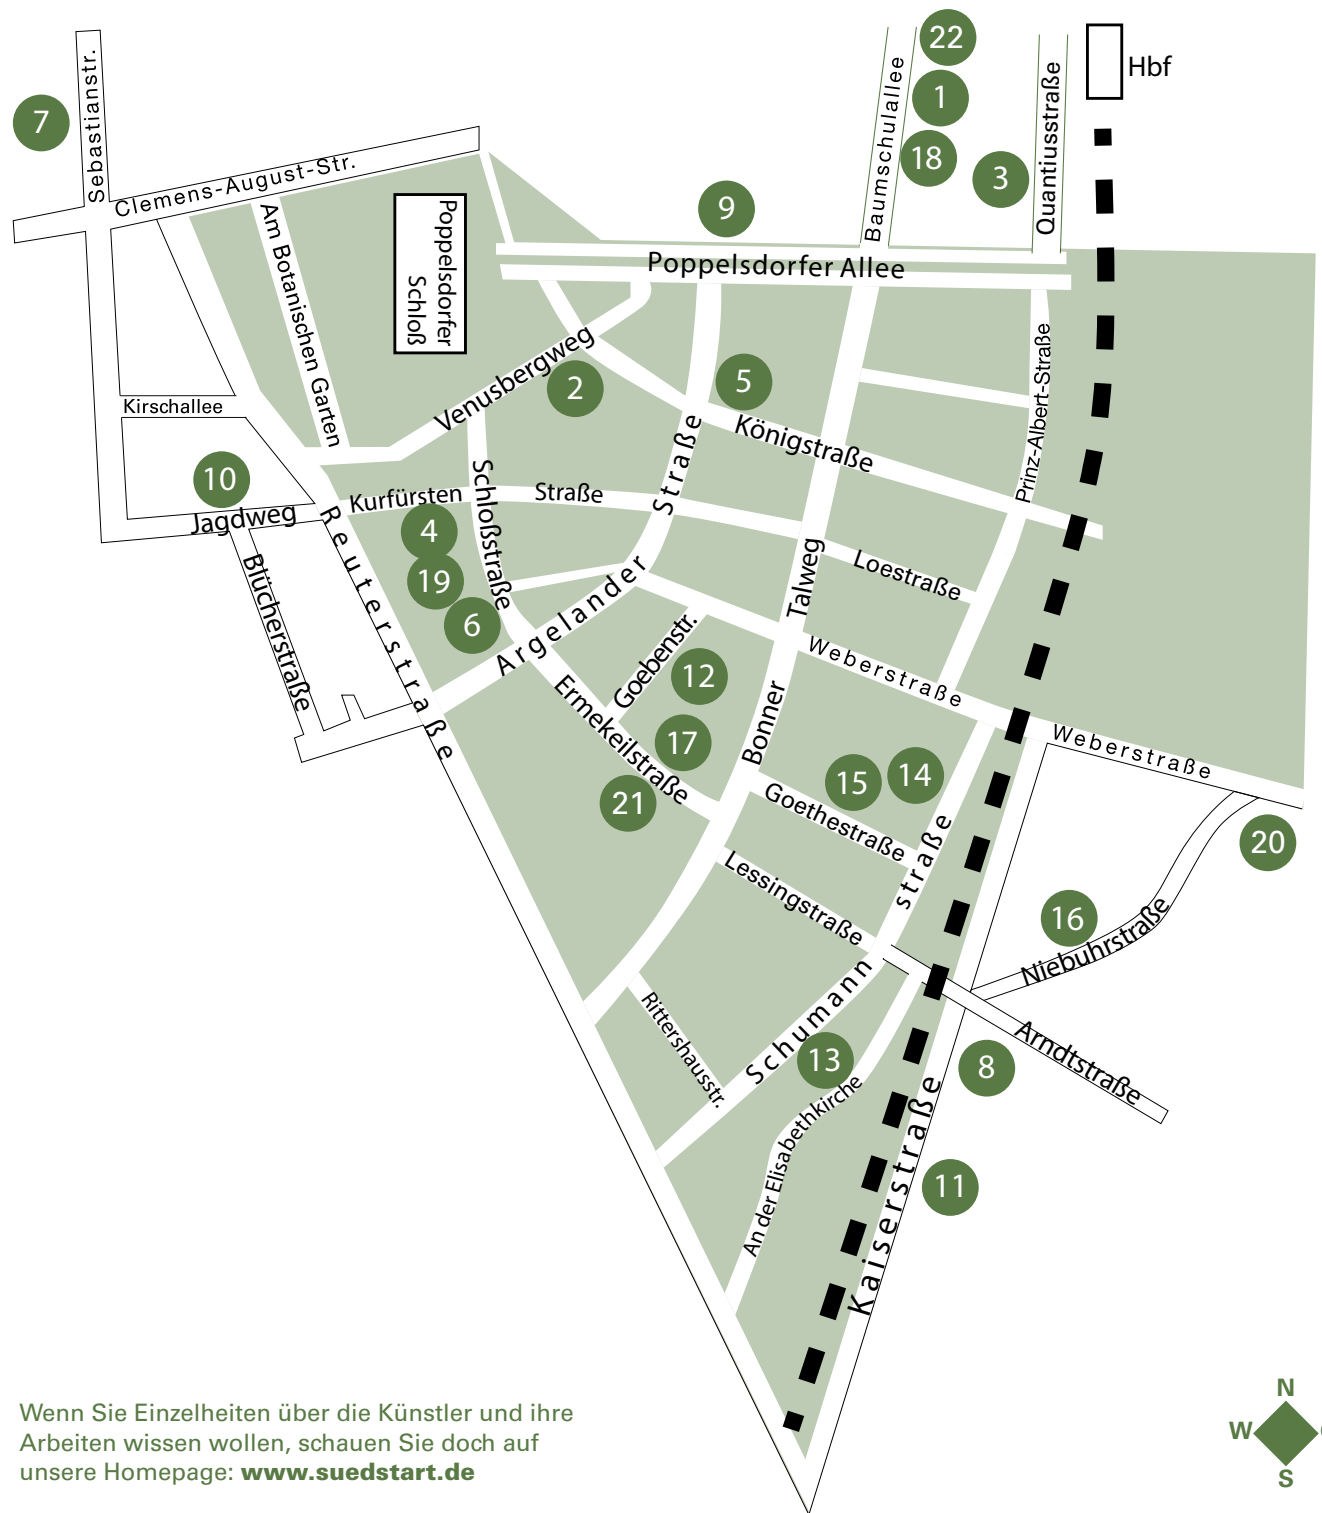 22
Hbf
Sebastianstr.
7
Baumschulallee
1
Quantiusstraße
18
3
Clemens-August-Str.
9
Am Botanischen Garten
Poppelsdorfer
Schloß
Poppelsdorfer Allee
Venusbergweg
2
5
Prinz-Albert-Straße
Kirschallee
Königstraße
10
Jagdweg
Kurfürsten
Straße
Schloßstraße
Straße
4
Reuterstraße
19
Talweg
Loestraße
Blücherstraße
6
Argelander
Goebenstr.
12
Weberstraße
Ermekeilstraße
17
Bonner
Weberstraße
21
15
14
Goethestraße
20
straße
Lessingstraße
16
Niebuhrstraße
Rittershausstr.
Schumann
13
8
Arndtstraße
An der Elisabethkirche
Kaiserstraße
11
N
W
S
Wenn Sie Einzelheiten über die Künstler und ihre
Arbeiten wissen wollen, schauen Sie doch auf
unsere Homepage: www.suedstart.de